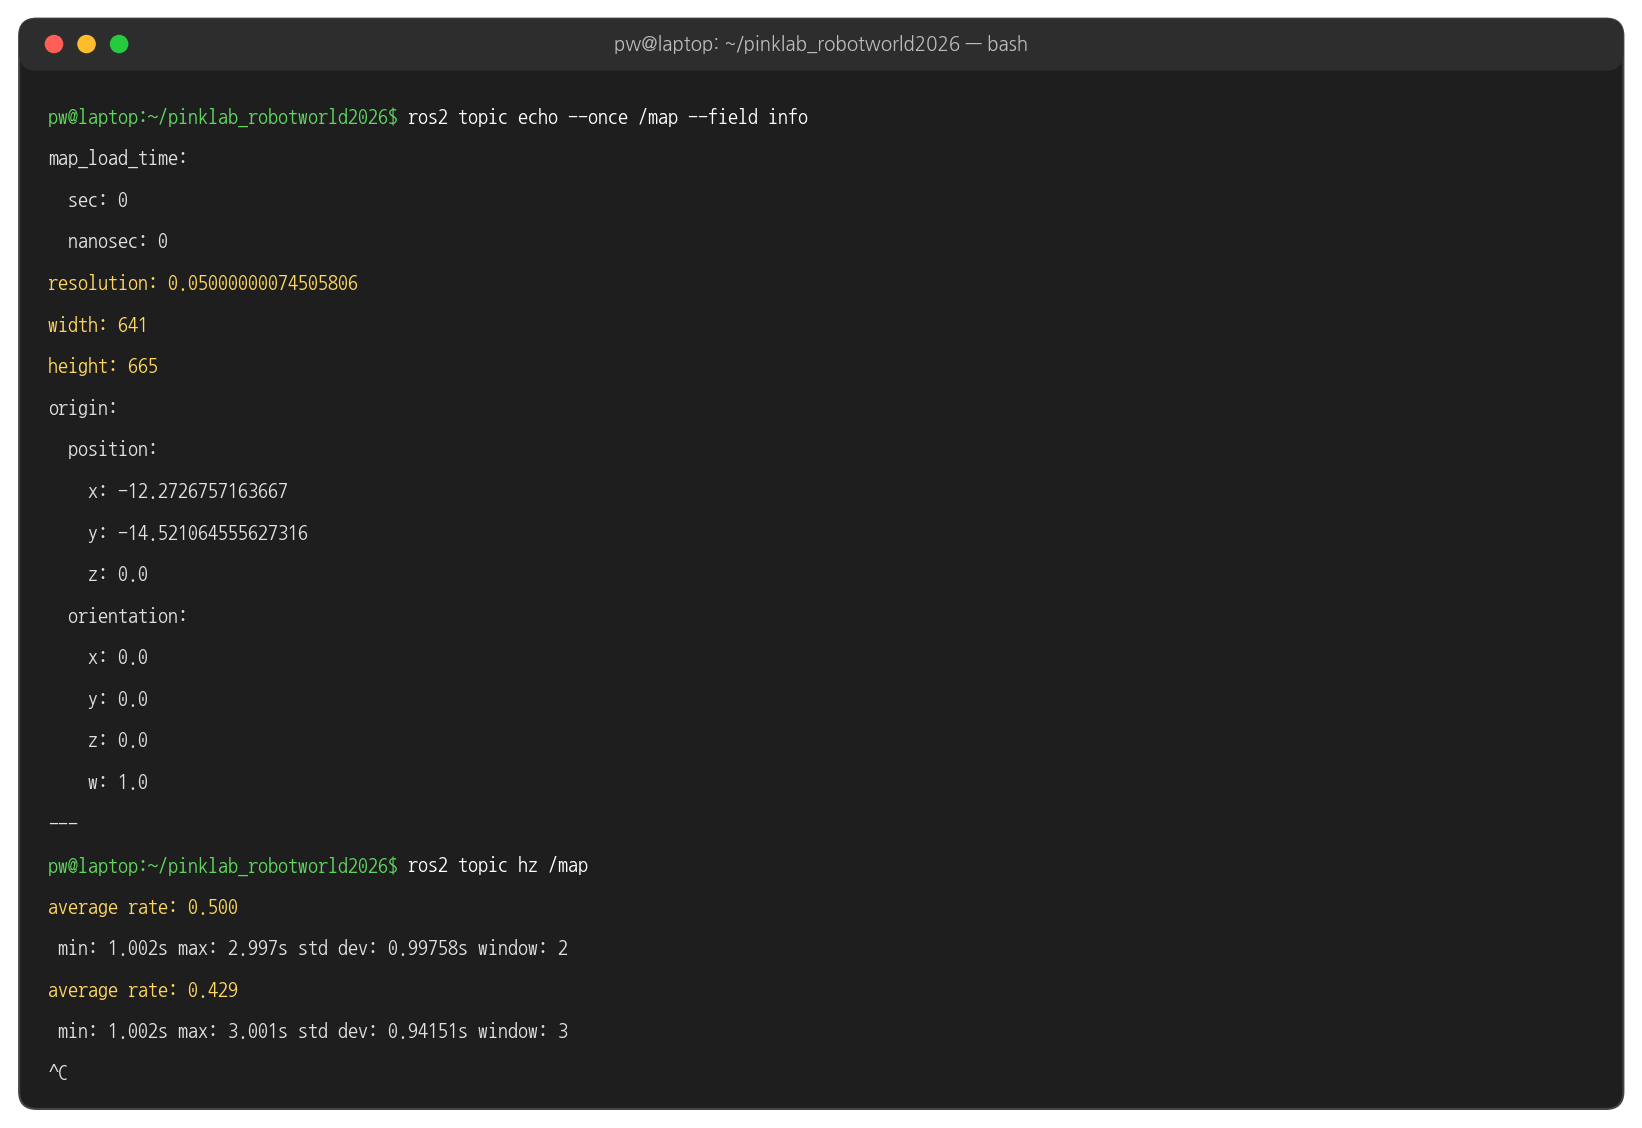 pw@laptop: ~/pinklab_robotworld2026 — bash
pw@laptop:~/pinklab_robotworld2026$ ros2 topic echo --once /map --field info
map_load_time:
  sec: 0
  nanosec: 0
resolution: 0.05000000074505806
width: 641
height: 665
origin:
  position:
    x: -12.2726757163667
    y: -14.521064555627316
    z: 0.0
  orientation:
    x: 0.0
    y: 0.0
    z: 0.0
    w: 1.0
---
pw@laptop:~/pinklab_robotworld2026$ ros2 topic hz /map
average rate: 0.500
 min: 1.002s max: 2.997s std dev: 0.99758s window: 2
average rate: 0.429
 min: 1.002s max: 3.001s std dev: 0.94151s window: 3
^C